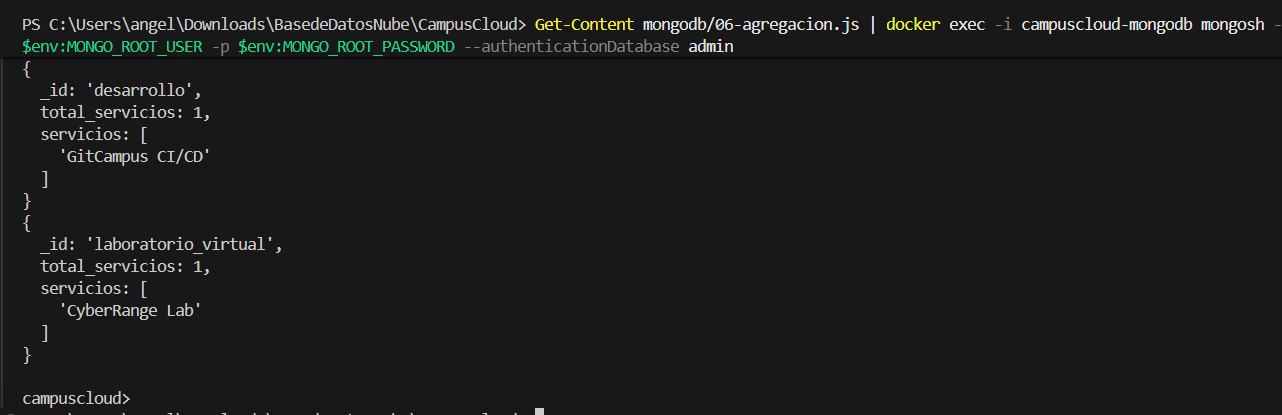 PS C:\Users\angel\Downloads\BasedeDatosNube\CampusCloud> Get-Content mongodb/06-agregacion.js | docker exec -i campuscloud-mongodb mongosh -
$env:MONGO_ROOT_USER -p $env:MONGO_ROOT_PASSWORD --authenticationDatabase admin
{
  _id: 'desarrollo',
  total_servicios: 1,
  servicios: [
    'GitCampus CI/CD'
  ]
}
{
  _id: 'laboratorio_virtual',
  total_servicios: 1,
  servicios: [
    'CyberRange Lab'
  ]
}
campuscloud>